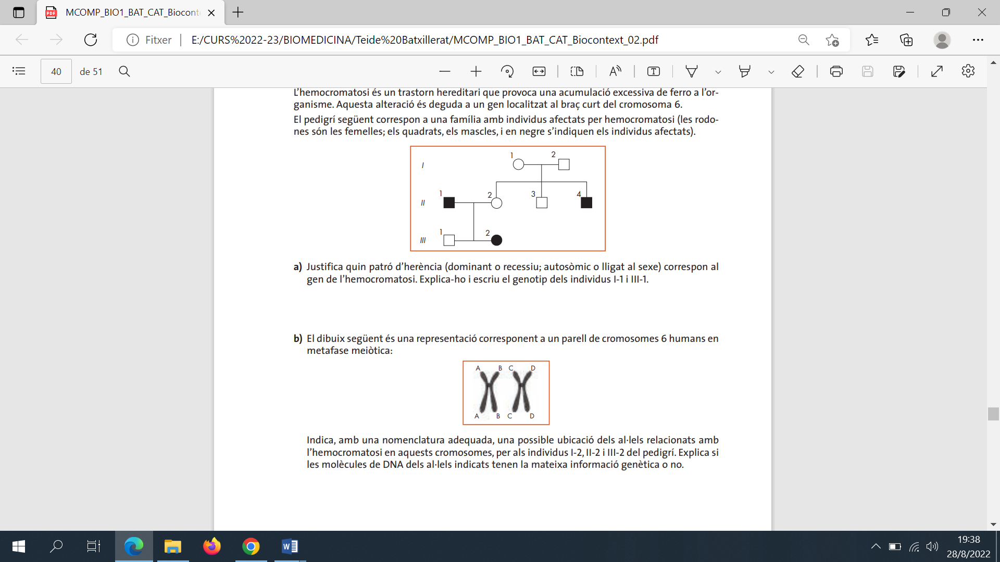 MCOMP_BIO1_BAT_CAT_Biocont
PDF
Fitxer
E:/CURS%2022-23/BIOMEDICINA/Teide%20Batxillerat/MCOMP_BIO1_BAT_CAT_Biocontext_02.pdf
40 de 51
L'hemocromatosi és un trastorn hereditari que provoca una acumulació excessiva de ferro a l'or-
ganisme. Aquesta alteració és deguda a un gen localitzat al braç curt del cromosoma 6.
El pedigrí següent correspon a una família amb individus afectats per hemocromatosi (les rodo-
nes són les femelles; els quadrats, els mascles, i en negre s'indiquen els individus afectats).
1 2
I
1 2 3 4
II
1 2
III
a) Justifica quin patró d'herència (dominant o recessiu; autosòmic o lligat al sexe) correspon al
gen de l'hemocromatosi. Explica-ho i escriu el genotip dels individus I-1 i III-1.
b) El dibuix següent és una representació corresponent a un parell de cromosomes 6 humans en
metafase meiòtica:
A B C D
A B C D
Indica, amb una nomenclatura adequada, una possible ubicació dels al·lels relacionats amb
l'hemocromatosi en aquests cromosomes, per als individus I-2, II-2 i III-2 del pedigrí. Explica si
les molècules de DNA dels al·lels indicats tenen la mateixa informació genètica o no.
19:38
28/8/2022